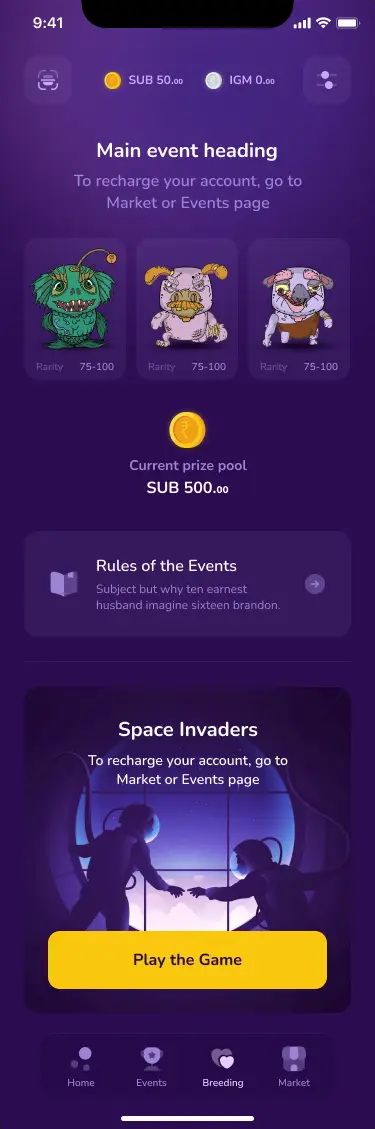 9:41
SUB 50.00
IGM 0.00
Main event heading
To recharge your account, go to
Market or Events page
Rarity 75-100
Rarity 75-100
Rarity 75-100
₹
Current prize pool
SUB 500.00
Rules of the Events
Subject but why ten earnest
husband imagine sixteen brandon.
Space Invaders
To recharge your account, go to
Market or Events page
Play the Game
Home
Events
Breeding
Market